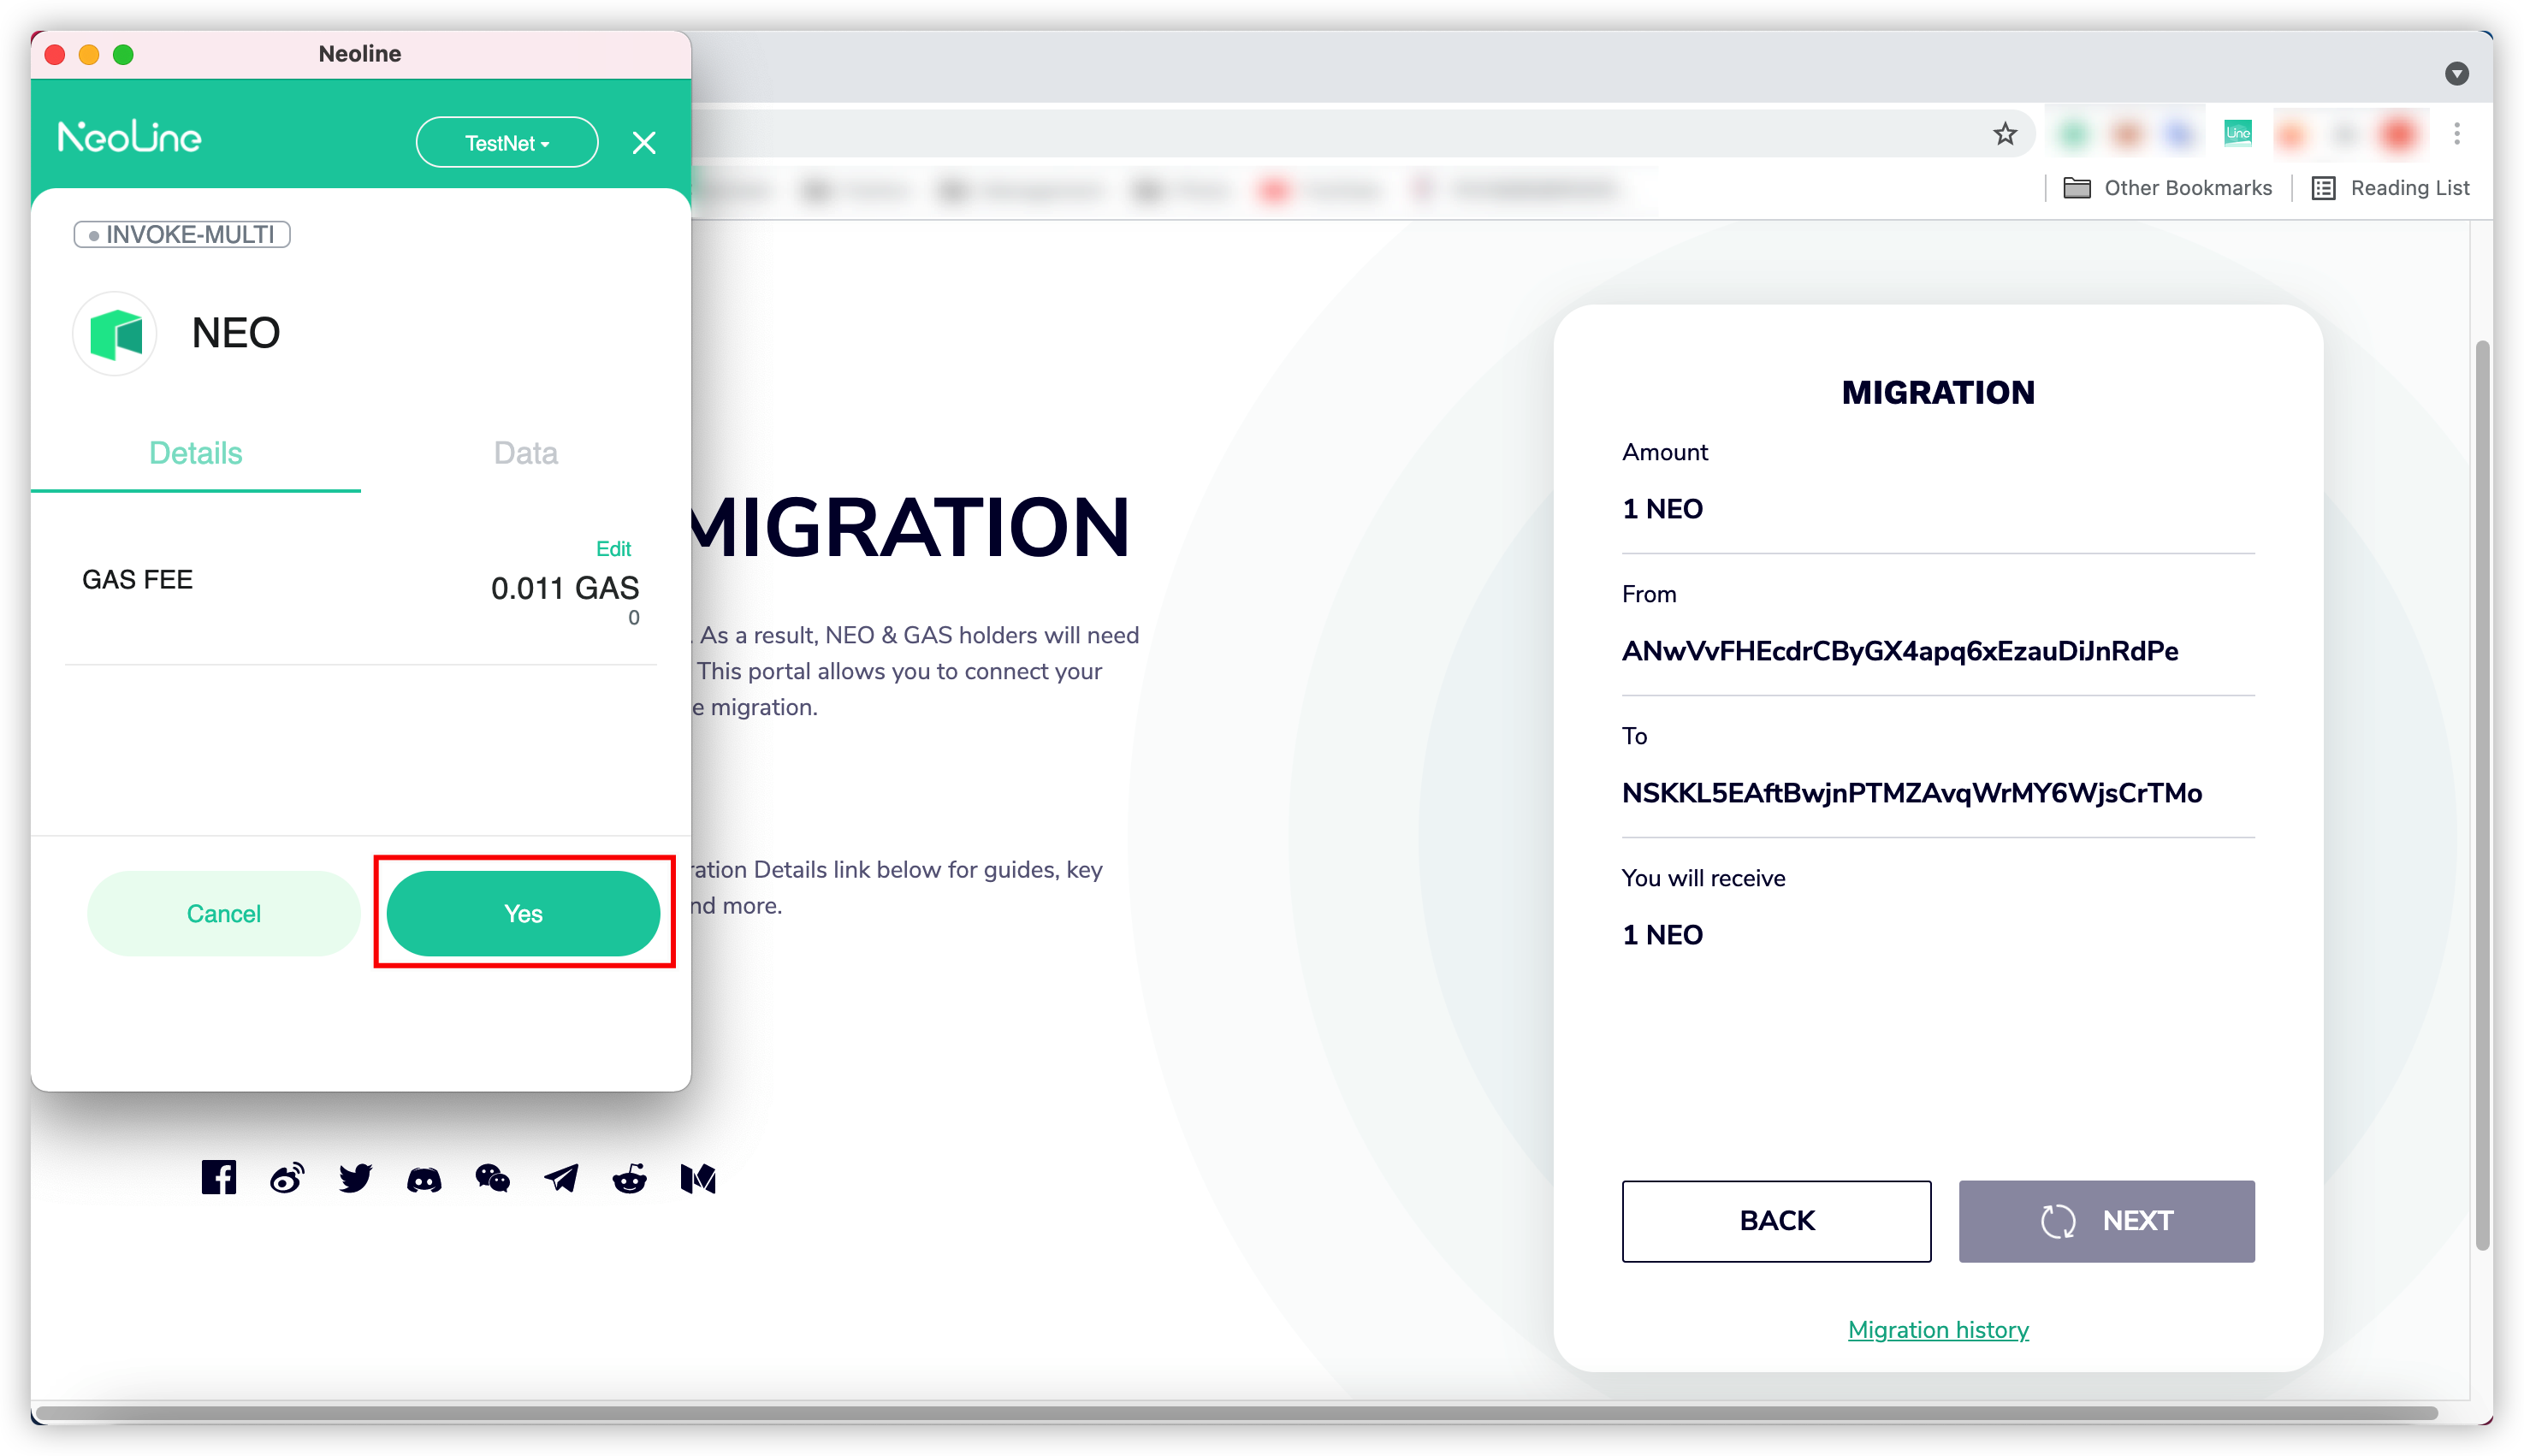 Neoline
NeoLine
TestNet
INVOKE-MULTI
NEO
Details
Data
Edit
GAS FEE
0.011 GAS
0
Cancel
Yes
Line
Other Bookmarks
Reading List
MIGRATION
. As a result, NEO & GAS holders will need
This portal allows you to connect your
e migration.
ration Details link below for guides, key
nd more.
MIGRATION
Amount
1 NEO
From
ANwVvFHEcdrCByGX4apq6xEzauDiJnRdPe
To
NSKKL5EAftBwjnPTMZAvqWrMY6WjsCrTMo
You will receive
1 NEO
BACK
NEXT
Migration history